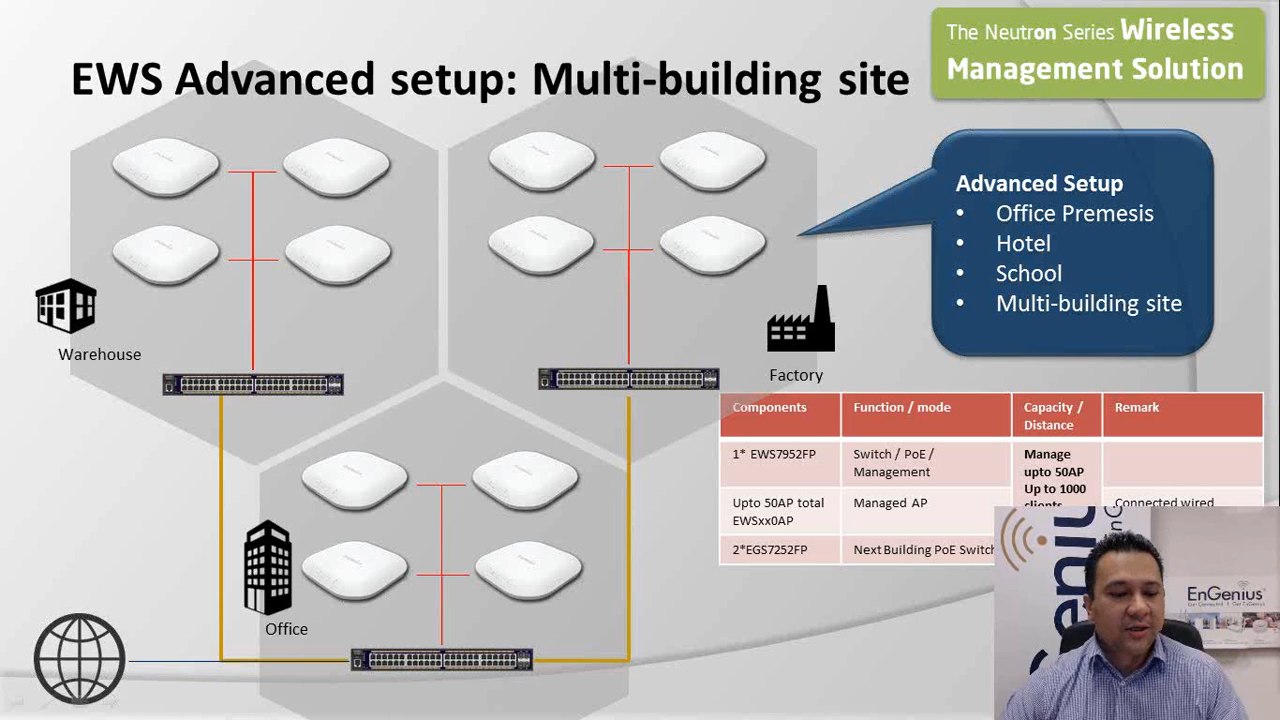 The Neutron Series Wireless
Management Solution
EWS Advanced setup: Multi-building site
Advanced Setup
• Office Premesis
• Hotel
• School
• Multi-building site
Warehouse
Factory
Components Function / mode Capacity / Distance Remark
1* EWS7952FP Switch / PoE / Management Manage upto 50AP Up to 1000 clients
Upto 50AP total EWSxx0AP Managed AP Connected wired
2*EGS7252FP Next Building PoE Switch
Office
EnGenius